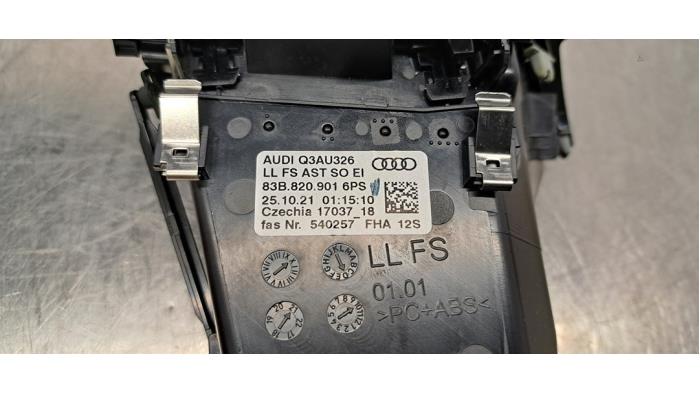 AUDI Q3AU326
LL FS AST SO EI
83B.820.901 6PS
25.10.21 01:15:10
Czechia 17037_18
fas Nr. 540257 FHA 12S
LL FS
01.01
>PC+ABS<